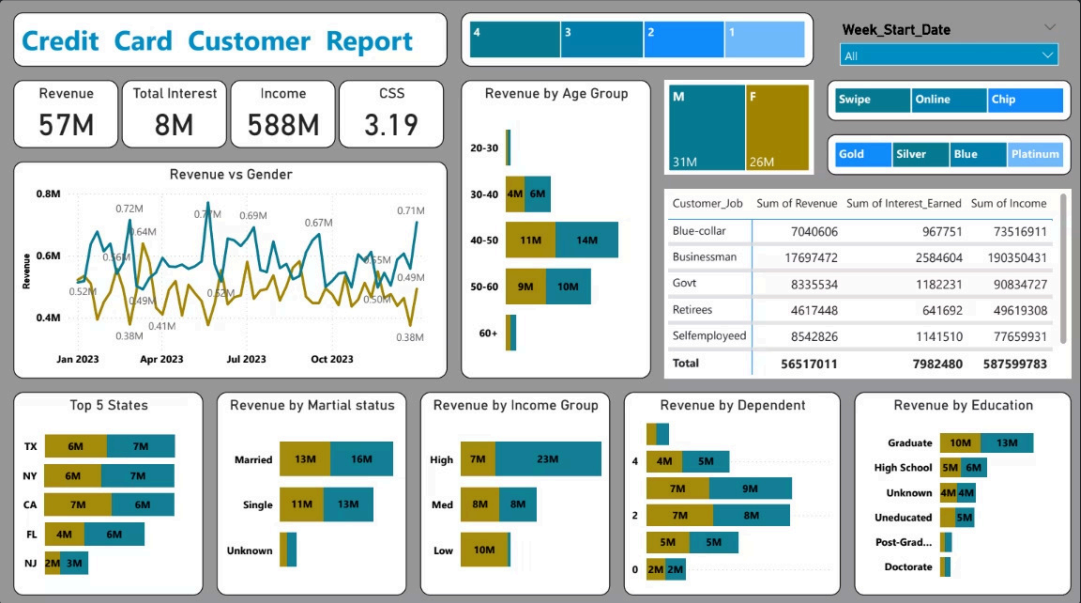 Credit Card Customer Report
4 3 2 1
Week_Start_Date
All
Revenue
57M
Total Interest
8M
Income
588M
CSS
3.19
Revenue by Age Group
20-30
30-40 4M 6M
40-50 11M 14M
50-60 9M 10M
60+
M F
31M 26M
Swipe Online Chip
Gold Silver Blue Platinum
Revenue vs Gender
Revenue
0.8M
0.6M
0.4M
0.72M
0.64M
0.77M
0.69M
0.67M
0.71M
0.56M
0.55M
0.52M
0.49M
0.52M
0.50M
0.49M
0.38M
0.41M
0.38M
Jan 2023 Apr 2023 Jul 2023 Oct 2023
Customer_Job Sum of Revenue Sum of Interest_Earned Sum of Income
Blue-collar 7040606 967751 73516911
Businessman 17697472 2584604 190350431
Govt 8335534 1182231 90834727
Retirees 4617448 641692 49619308
Selfemployeed 8542826 1141510 77659931
Total 56517011 7982480 587599783
Top 5 States
TX 6M 7M
NY 6M 7M
CA 7M 6M
FL 4M 6M
NJ 2M 3M
Revenue by Martial status
Married 13M 16M
Single 11M 13M
Unknown
Revenue by Income Group
High 7M 23M
Med 8M 8M
Low 10M
Revenue by Dependent
4 4M 5M
7M 9M
2 7M 8M
5M 5M
0 2M 2M
Revenue by Education
Graduate 10M 13M
High School 5M 6M
Unknown 4M 4M
Uneducated 5M
Post-Grad...
Doctorate